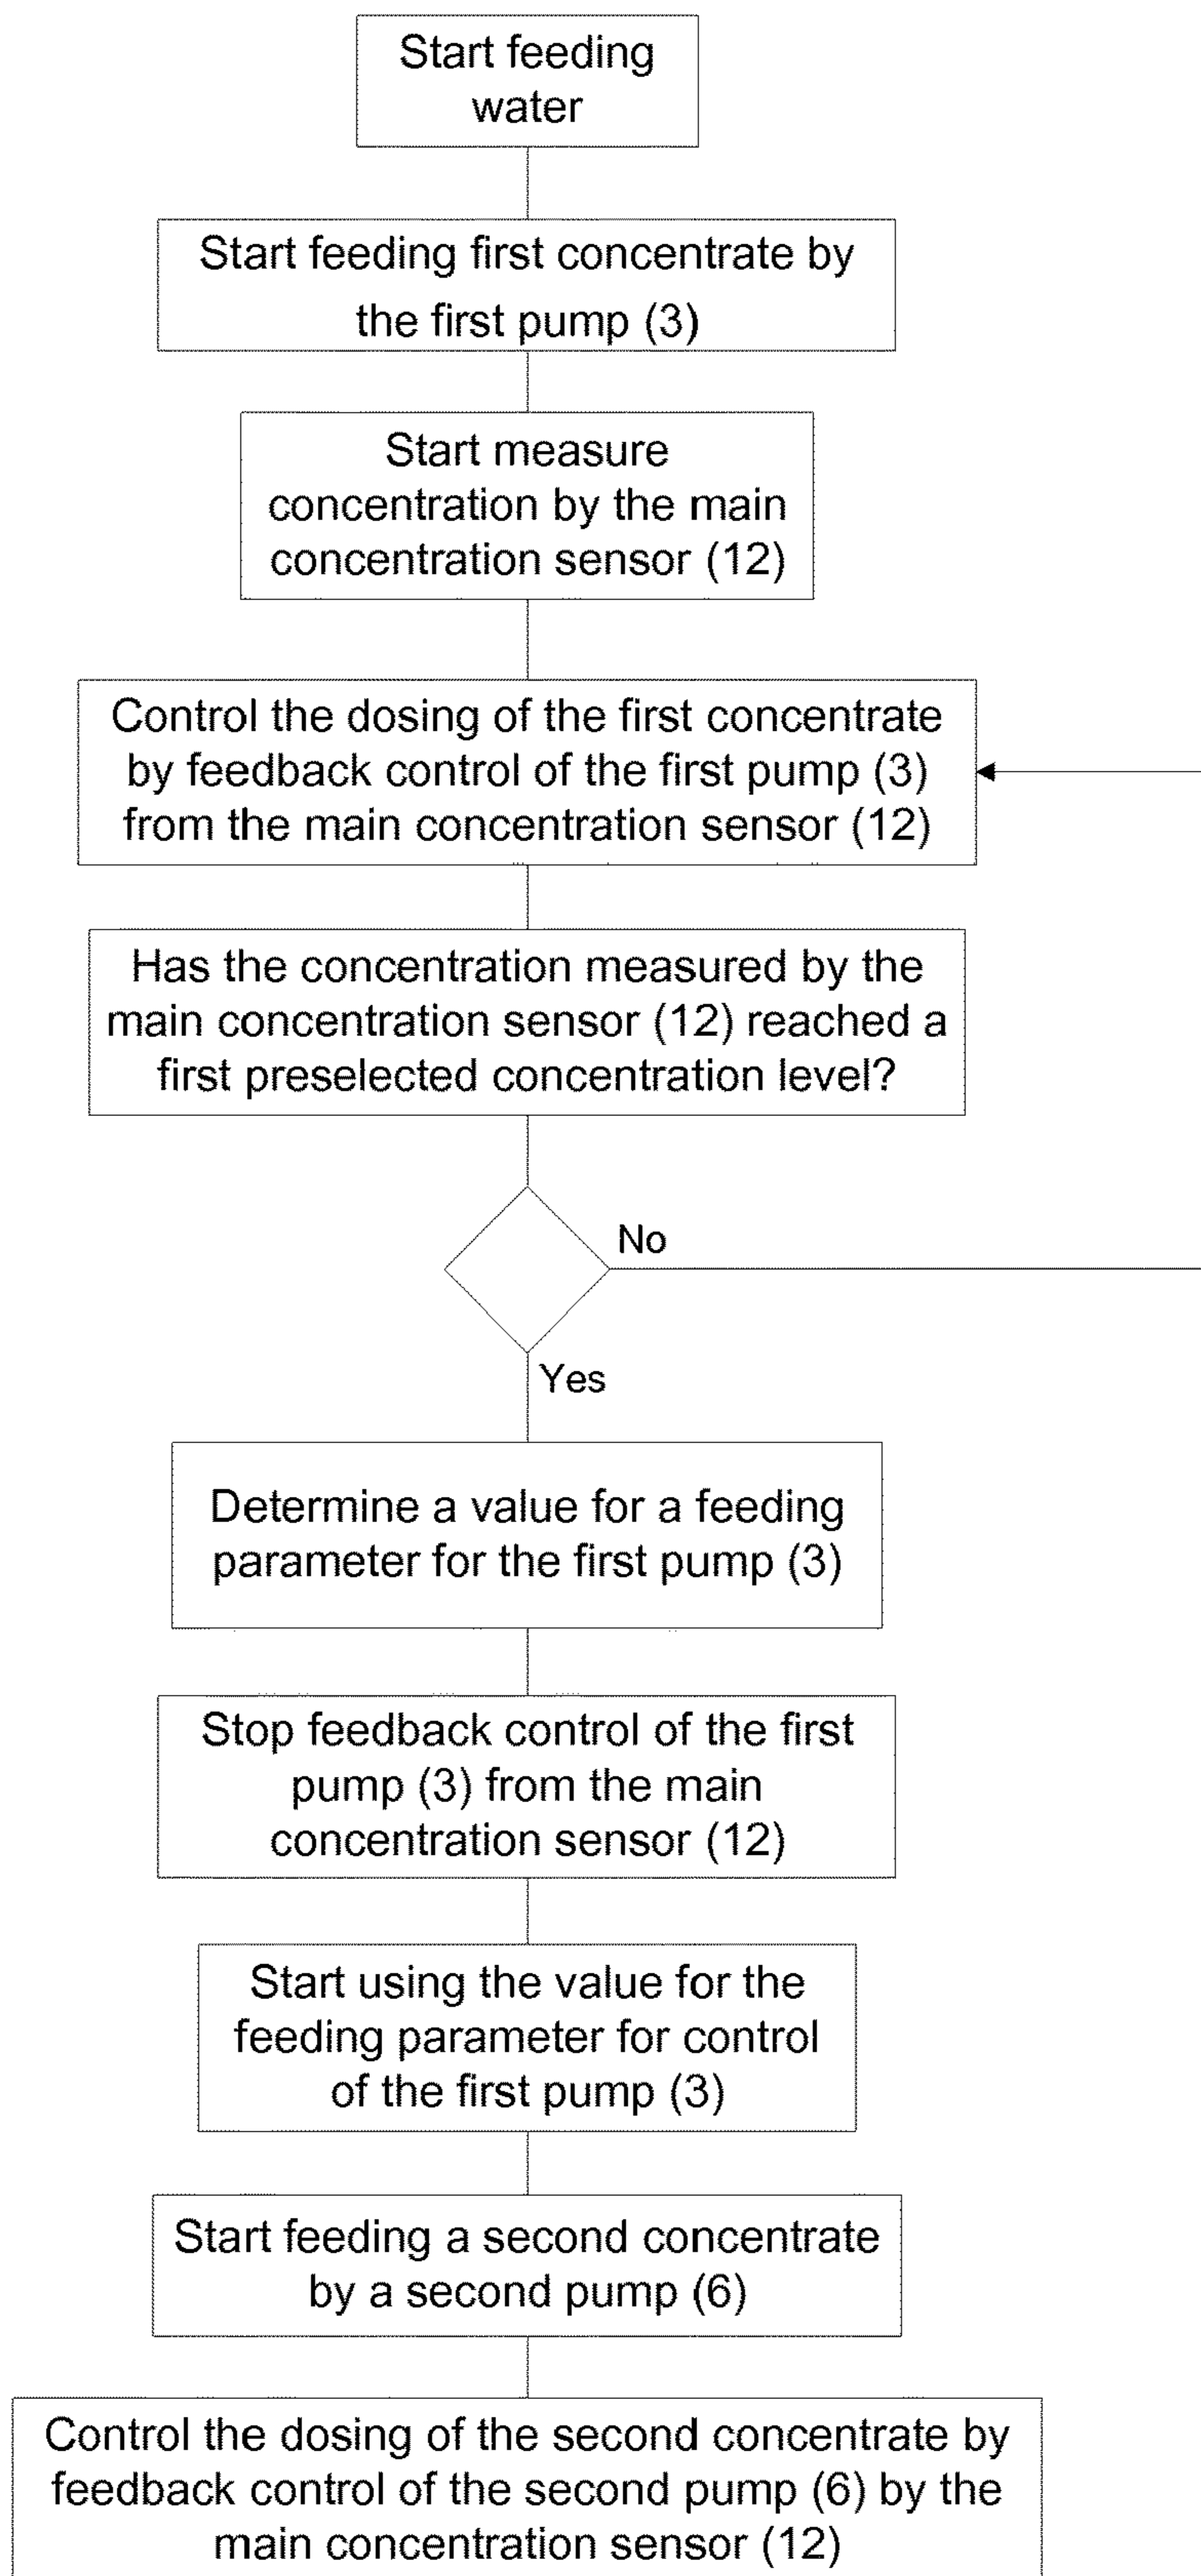 Start feeding
water
Start feeding first concentrate by
the first pump (3)
Start measure
concentration by the main
concentration sensor (12)
Control the dosing of the first concentrate
by feedback control of the first pump (3)
from the main concentration sensor (12)
Has the concentration measured by the
main concentration sensor (12) reached a
first preselected concentration level?
No
Yes
Determine a value for a feeding
parameter for the first pump (3)
Stop feedback control of the first
pump (3) from the main
concentration sensor (12)
Start using the value for the
feeding parameter for control
of the first pump (3)
Start feeding a second concentrate
by a second pump (6)
Control the dosing of the second concentrate by
feedback control of the second pump (6) by the
main concentration sensor (12)